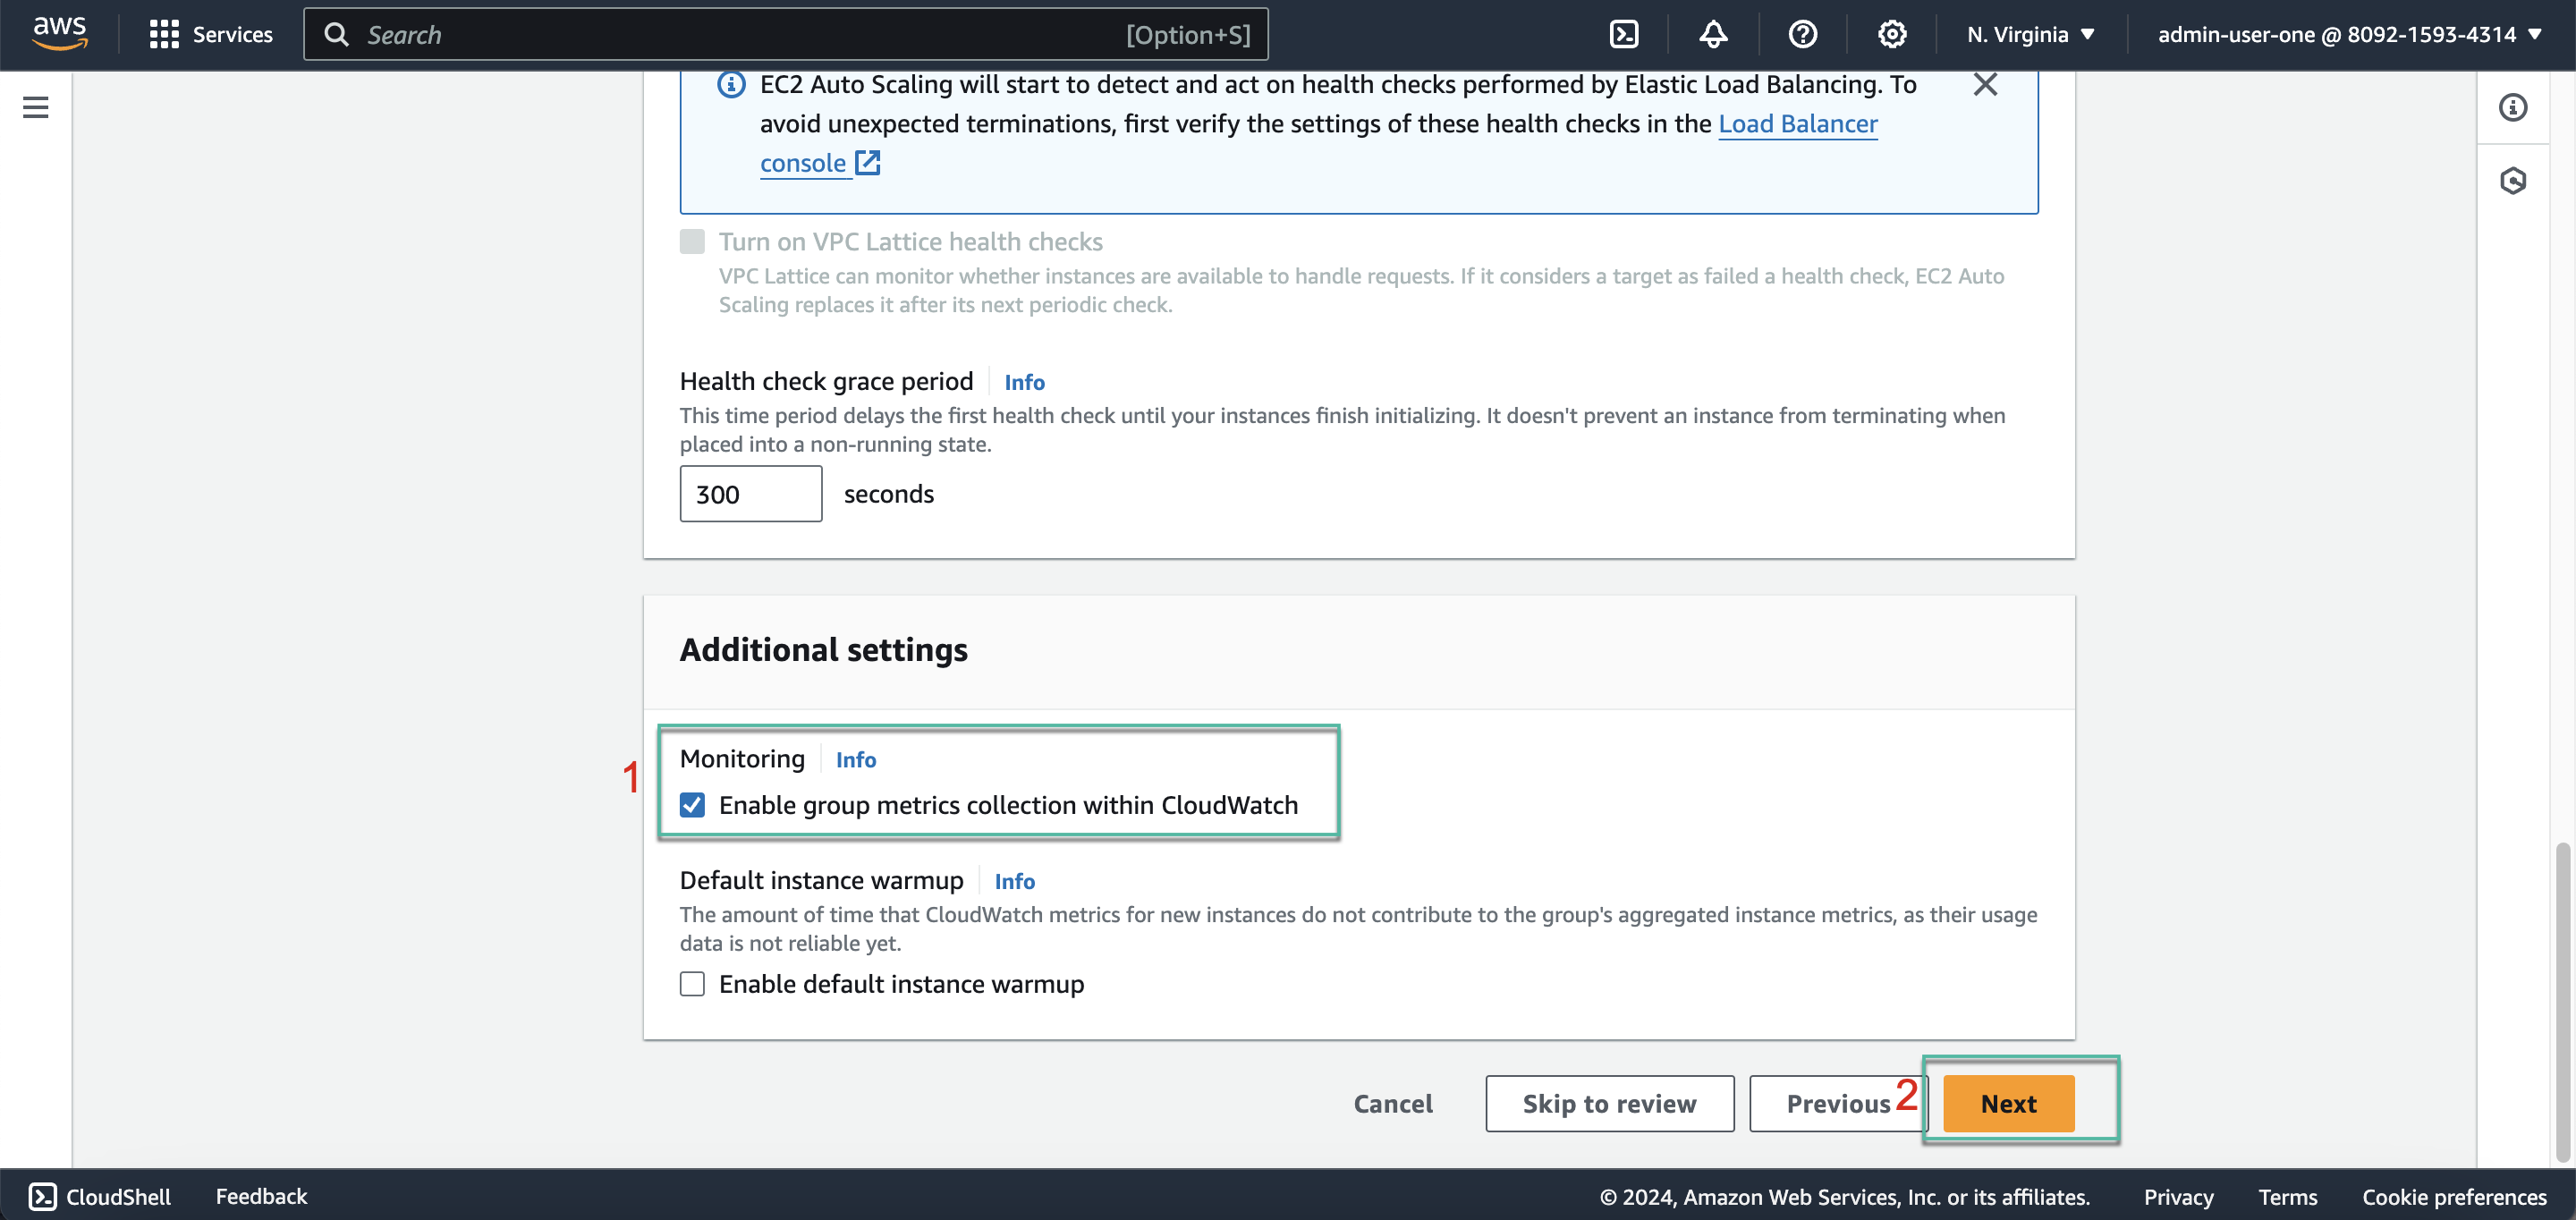 aws
Services
Search
[Option+S]
N. Virginia
admin-user-one @ 8092-1593-4314
EC2 Auto Scaling will start to detect and act on health checks performed by Elastic Load Balancing. To
avoid unexpected terminations, first verify the settings of these health checks in the Load Balancer
console
Turn on VPC Lattice health checks
VPC Lattice can monitor whether instances are available to handle requests. If it considers a target as failed a health check, EC2 Auto
Scaling replaces it after its next periodic check.
Health check grace period Info
This time period delays the first health check until your instances finish initializing. It doesn't prevent an instance from terminating when
placed into a non-running state.
300 seconds
Additional settings
1
Monitoring Info
Enable group metrics collection within CloudWatch
Default instance warmup Info
The amount of time that CloudWatch metrics for new instances do not contribute to the group's aggregated instance metrics, as their usage
data is not reliable yet.
Enable default instance warmup
Cancel
Skip to review
Previous
2
Next
CloudShell
Feedback
© 2024, Amazon Web Services, Inc. or its affiliates.
Privacy
Terms
Cookie preferences